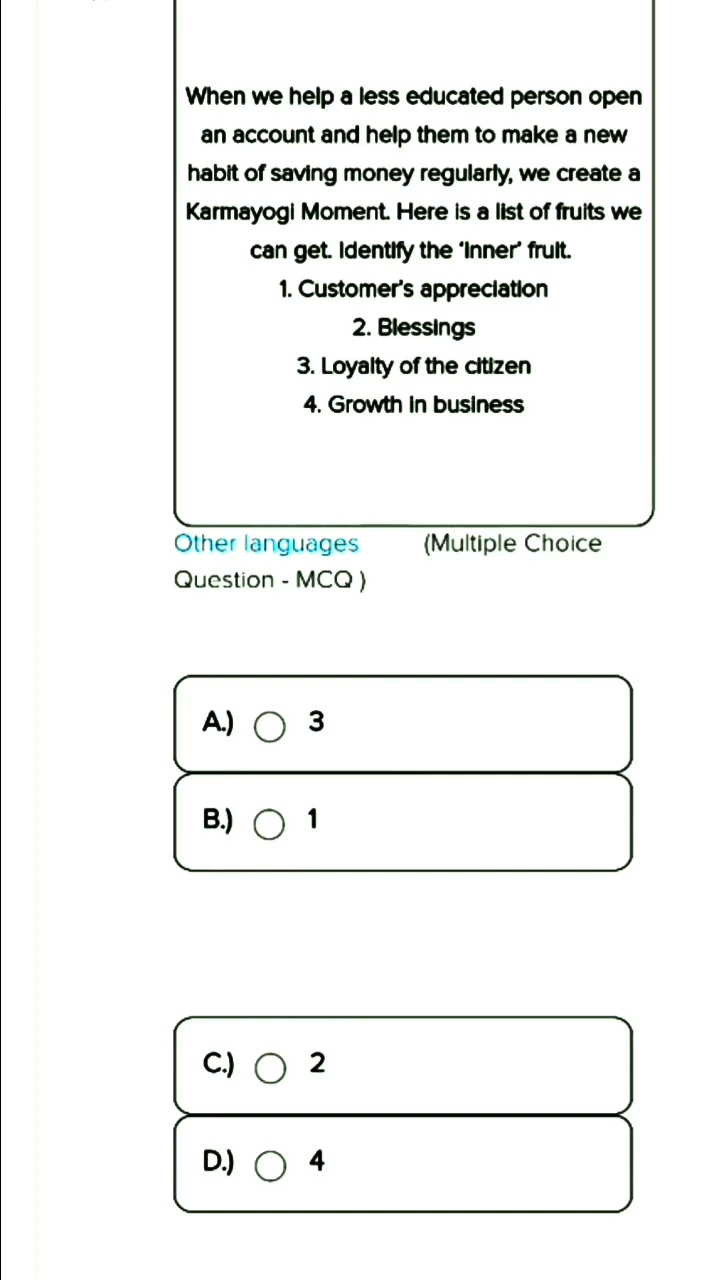 When we help a less educated person open
an account and help them to make a new
habit of saving money regularly, we create a
Karmayogi Moment. Here is a list of fruits we
can get. Identify the ‘Inner’ fruit.
1. Customer's appreciation
2. Blessings
3. Loyalty of the citizen
4. Growth in business
Other languages (Multiple Choice
Question - MCQ )
A.) 3
B.) 1
C.) 2
D.) 4